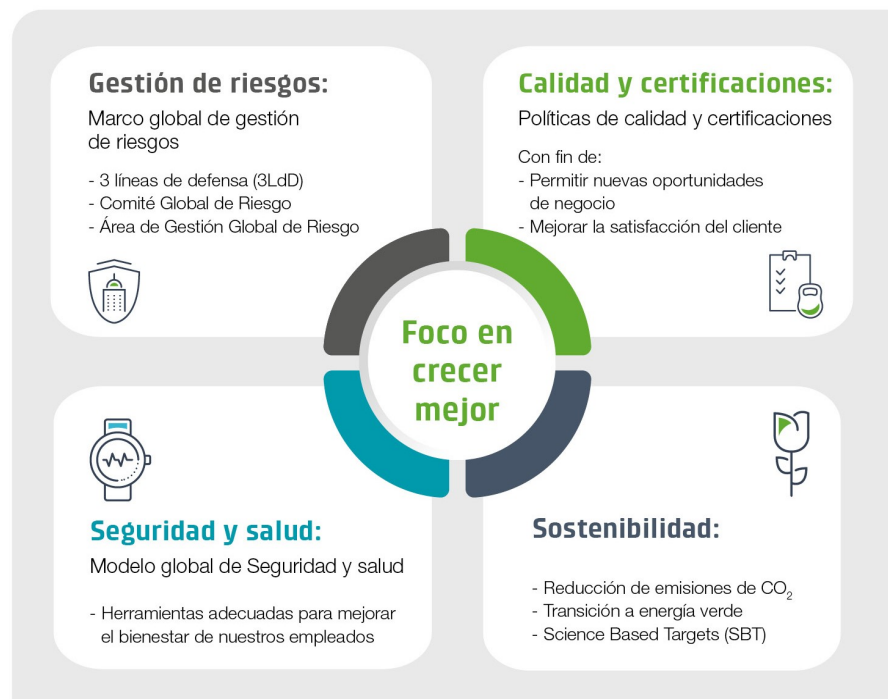 Gestión de riesgos:
Marco global de gestión
de riesgos
- 3 líneas de defensa (3LdD)
- Comité Global de Riesgo
- Área de Gestión Global de Riesgo
Calidad y certificaciones:
Políticas de calidad y certificaciones
Con fin de:
- Permitir nuevas oportunidades
de negocio
- Mejorar la satisfacción del cliente
Foco en
crecer
mejor
Seguridad y salud:
Modelo global de Seguridad y salud
- Herramientas adecuadas para mejorar
el bienestar de nuestros empleados
Sostenibilidad:
- Reducción de emisiones de CO₂
- Transición a energía verde
- Science Based Targets (SBT)